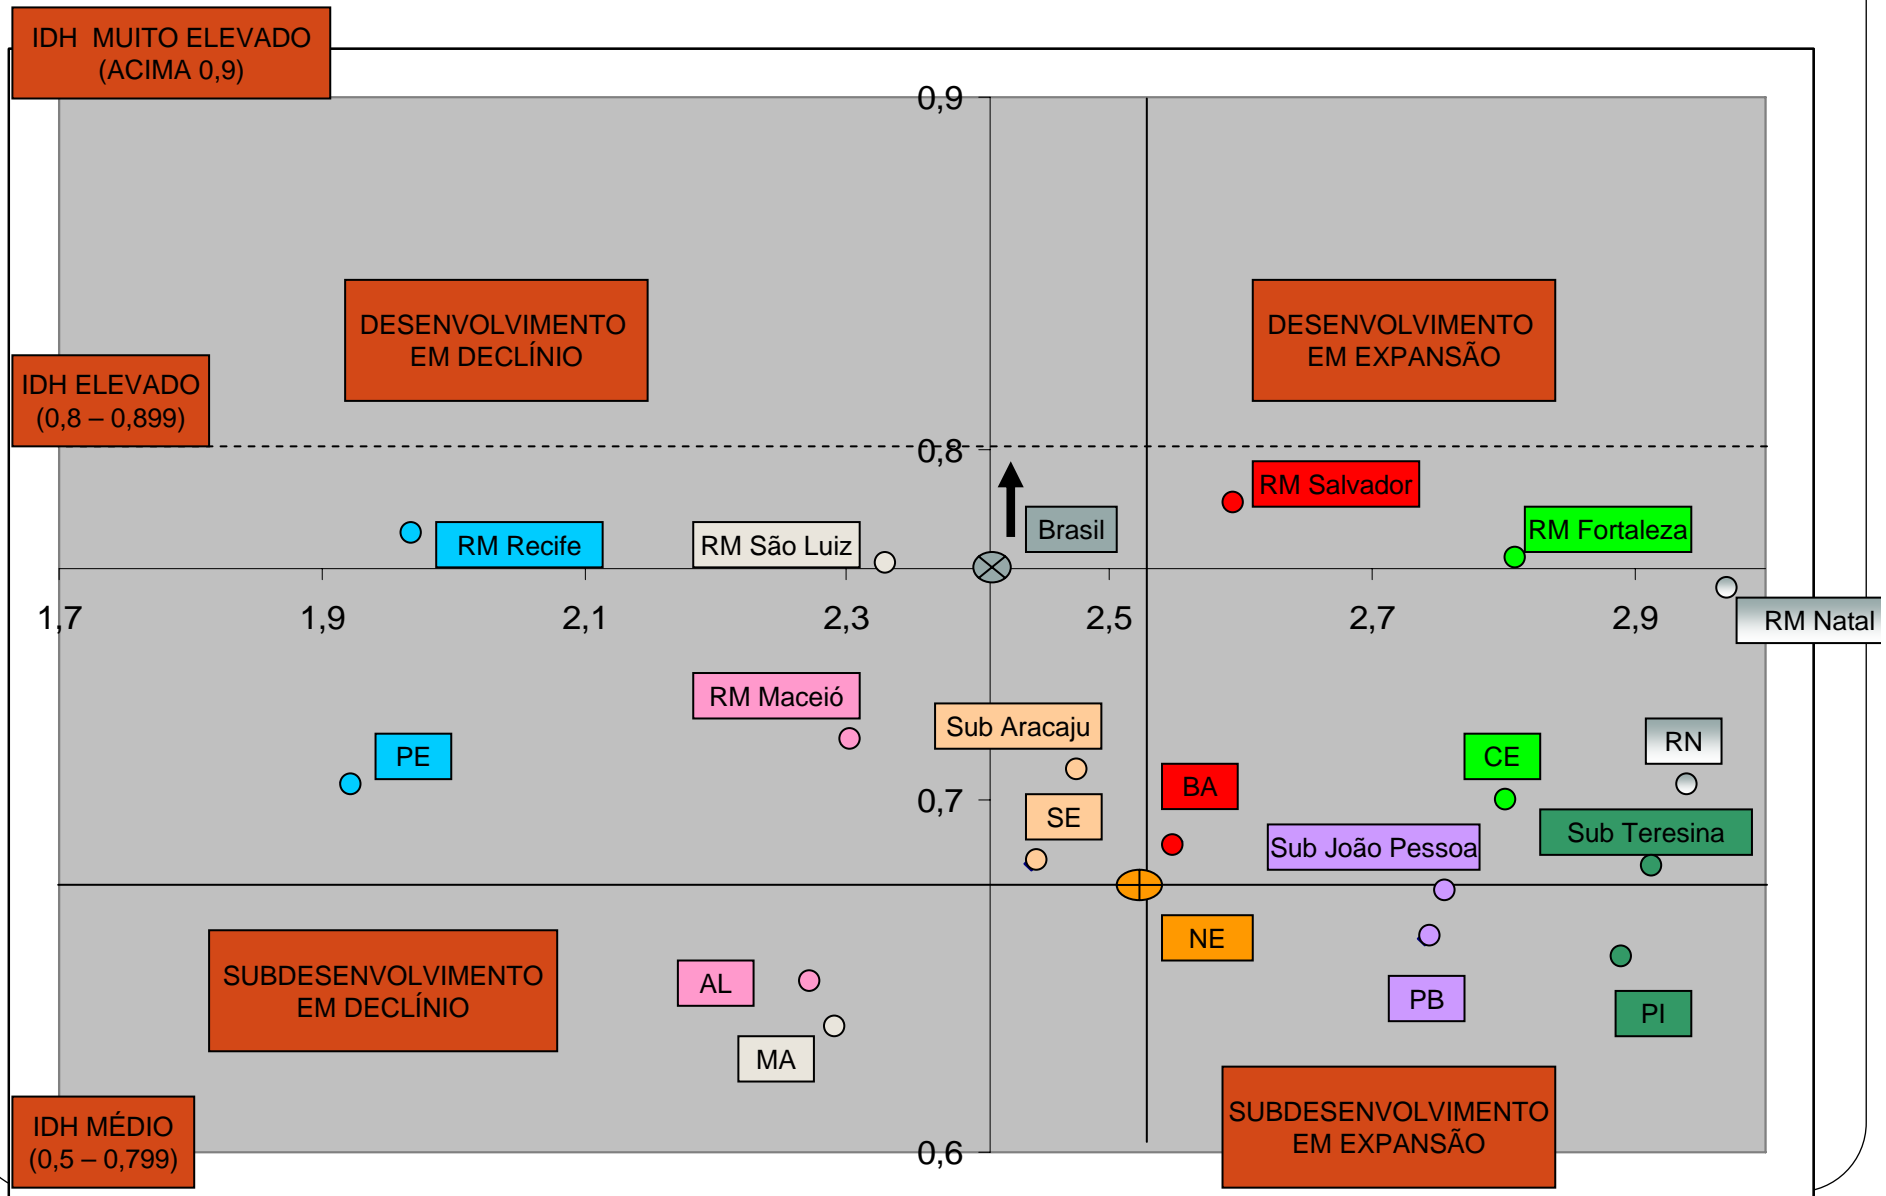 IDH MUITO ELEVADO
(ACIMA 0,9)
0,9
DESENVOLVIMENTO
EM DECLÍNIO
DESENVOLVIMENTO
EM EXPANSÃO
IDH ELEVADO
(0,8 – 0,899)
0,8
RM Salvador
Brasil
RM Fortaleza
RM Recife
RM São Luiz
1,7
1,9
2,1
2,3
2,5
2,7
2,9
RM Natal
RM Maceió
Sub Aracaju
PE
CE
RN
BA
0,7
SE
Sub João Pessoa
Sub Teresina
NE
SUBDESENVOLVIMENTO
EM DECLÍNIO
AL
PB
PI
MA
IDH MÉDIO
(0,5 – 0,799)
SUBDESENVOLVIMENTO
EM EXPANSÃO
0,6